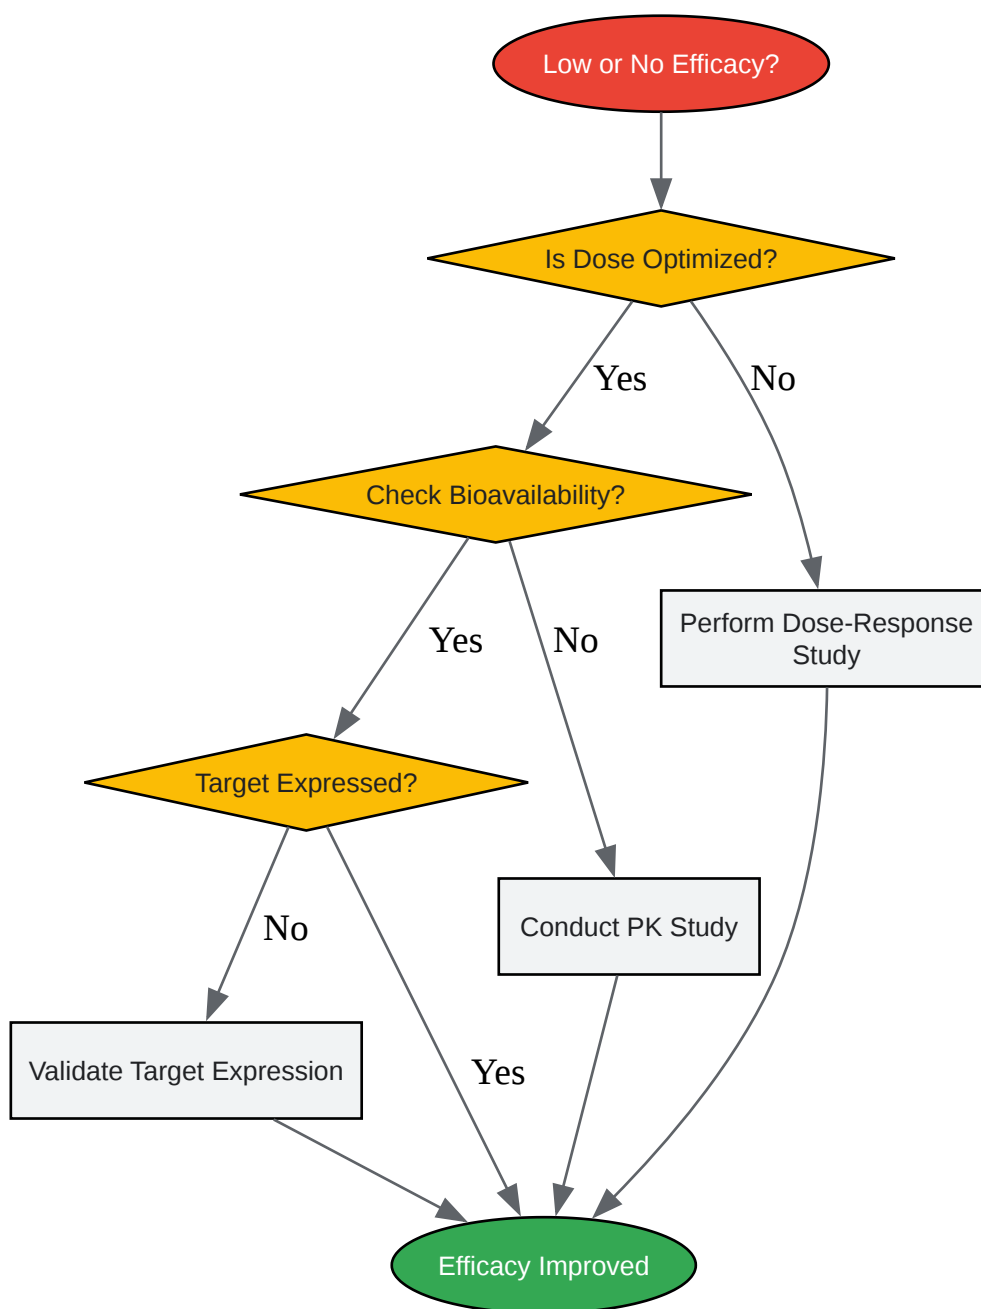 Low or No Efficacy?
Is Dose Optimized?
Yes
No
Check Bioavailability?
Yes
No
Perform Dose-Response
Study
Target Expressed?
No
Yes
Conduct PK Study
Validate Target Expression
Efficacy Improved